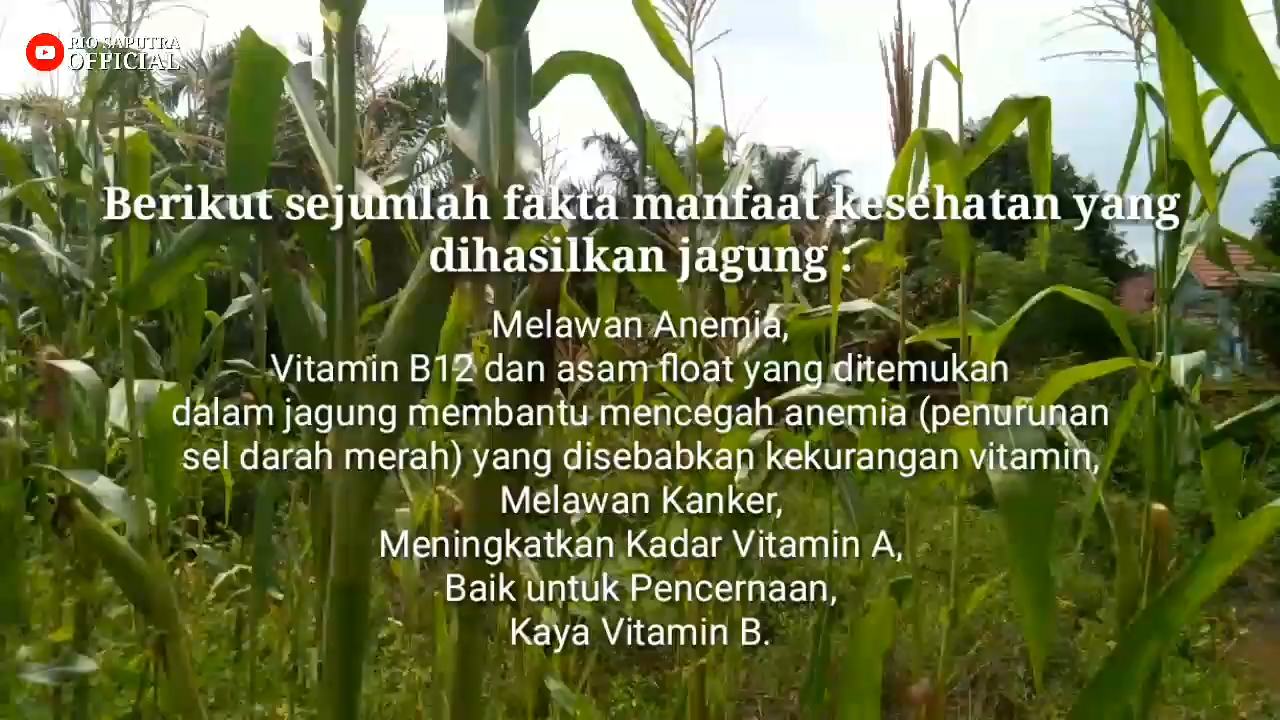 RIO SAPUTRA
OFFICIAL
Berikut sejumlah fakta manfaat kesehatan yang
dihasilkan jagung :
Melawan Anemia,
Vitamin B12 dan asam float yang ditemukan
dalam jagung membantu mencegah anemia (penurunan
sel darah merah) yang disebabkan kekurangan vitamin,
Melawan Kanker,
Meningkatkan Kadar Vitamin A,
Baik untuk Pencernaan,
Kaya Vitamin B.